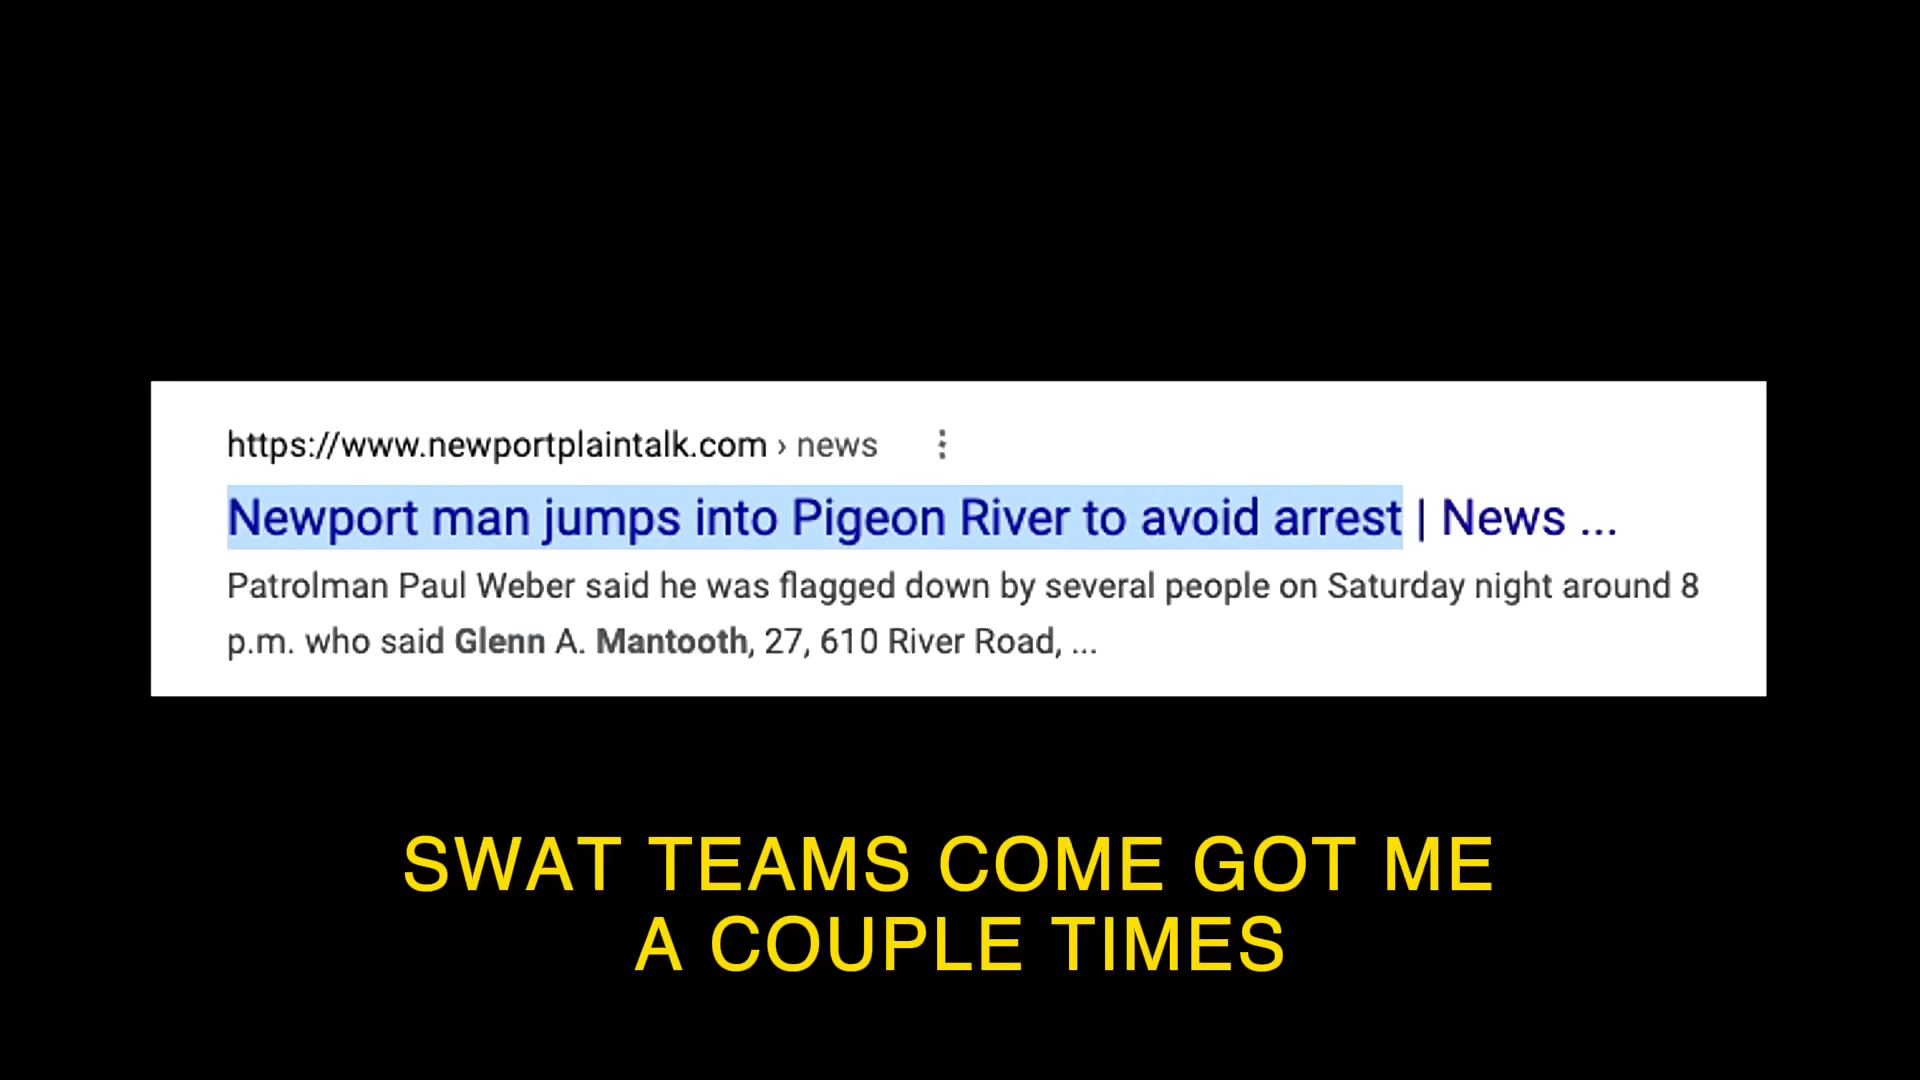 https://www.newportplaintalk.com › news
Newport man jumps into Pigeon River to avoid arrest | News ...
Patrolman Paul Weber said he was flagged down by several people on Saturday night around 8
p.m. who said Glenn A. Mantooth, 27, 610 River Road, ...
SWAT TEAMS COME GOT ME
A COUPLE TIMES